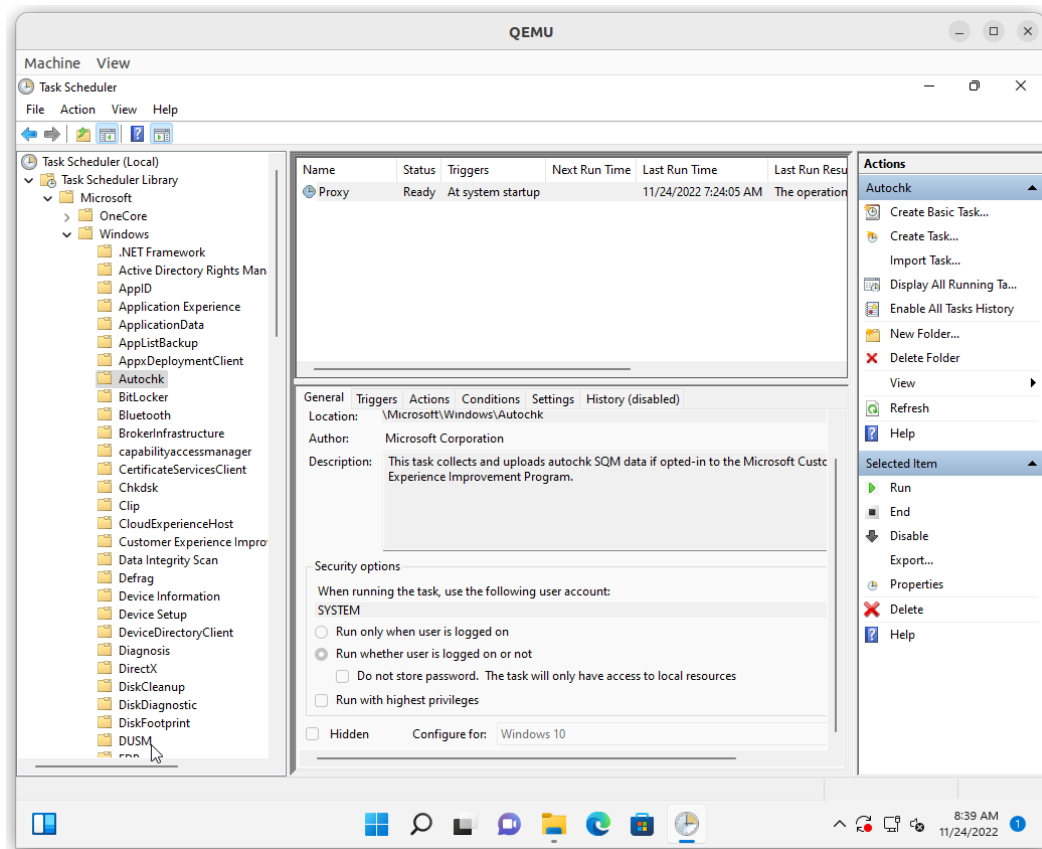 QEMU
Machine View
Task Scheduler
File Action View Help
Task Scheduler (Local)
Task Scheduler Library
Microsoft
OneCore
Windows
.NET Framework
Active Directory Rights Man
AppID
Application Experience
ApplicationData
AppListBackup
AppxDeploymentClient
Autochk
BitLocker
Bluetooth
BrokerInfrastructure
capabilityaccessmanager
CertificateServicesClient
Chkdsk
Clip
CloudExperienceHost
Customer Experience Impro
Data Integrity Scan
Defrag
Device Information
Device Setup
DeviceDirectoryClient
Diagnosis
DirectX
DiskCleanup
DiskDiagnostic
DiskFootprint
DUSM
Name Status Triggers Next Run Time Last Run Time Last Run Resu
Proxy Ready At system startup 11/24/2022 7:24:05 AM The operation
General Triggers Actions Conditions Settings History (disabled)
Location: \Microsoft\Windows\Autochk
Author: Microsoft Corporation
Description: This task collects and uploads autochk SQM data if opted-in to the Microsoft Custc
Experience Improvement Program.
Security options
When running the task, use the following user account:
SYSTEM
Run only when user is logged on
Run whether user is logged on or not
Do not store password. The task will only have access to local resources
Run with highest privileges
Hidden Configure for: Windows 10
Actions
Autochk
Create Basic Task...
Create Task...
Import Task...
Display All Running Ta...
Enable All Tasks History
New Folder...
Delete Folder
View
Refresh
Help
Selected Item
Run
End
Disable
Export...
Properties
Delete
Help
8:39 AM
11/24/2022
1